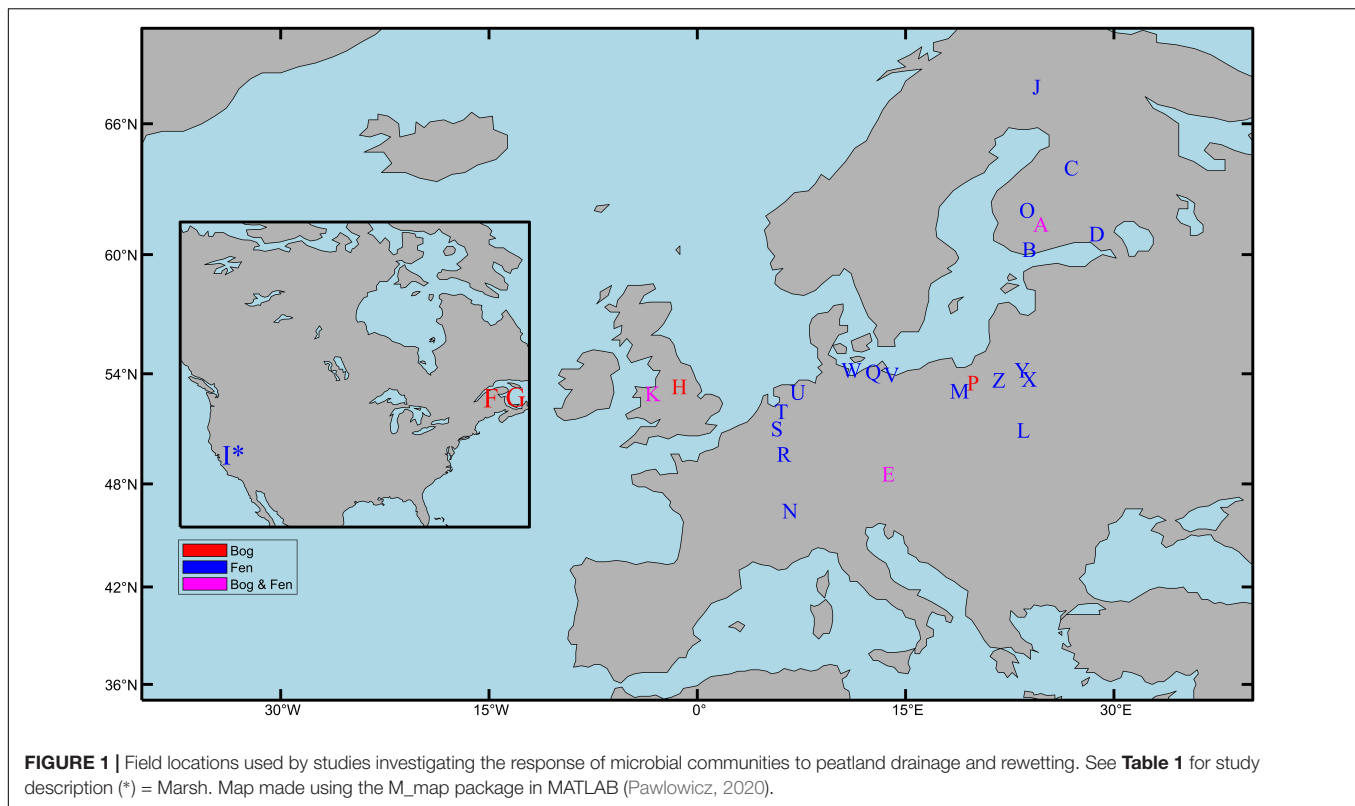 J
66°N
C
O
A
D
B
60°N
54°N
W
Q
V
Y
Z
X
P
M
H
K
U
F
G
T
S
L
I*
R
E
48°N
N
Bog
Fen
Bog & Fen
42°N
36°N
30°W 15°W 0° 15°E 30°E
FIGURE 1 | Field locations used by studies investigating the response of microbial communities to peatland drainage and rewetting. See Table 1 for study
description (*) = Marsh. Map made using the M_map package in MATLAB (Pawlowicz, 2020).